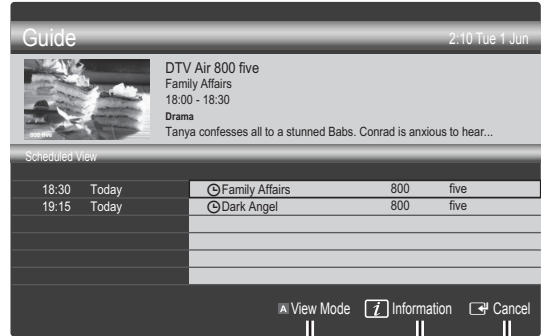 Guide 2:10 Tue 1 Jun
DTV Air 800 five
Family Affairs
18:00 - 18:30
Drama
Tanya confesses all to a stunned Babs. Conrad is anxious to hear...
800 five
Scheduled View
18:30 Today Family Affairs 800 five
19:15 Today Dark Angel 800 five
A View Mode i Information Cancel